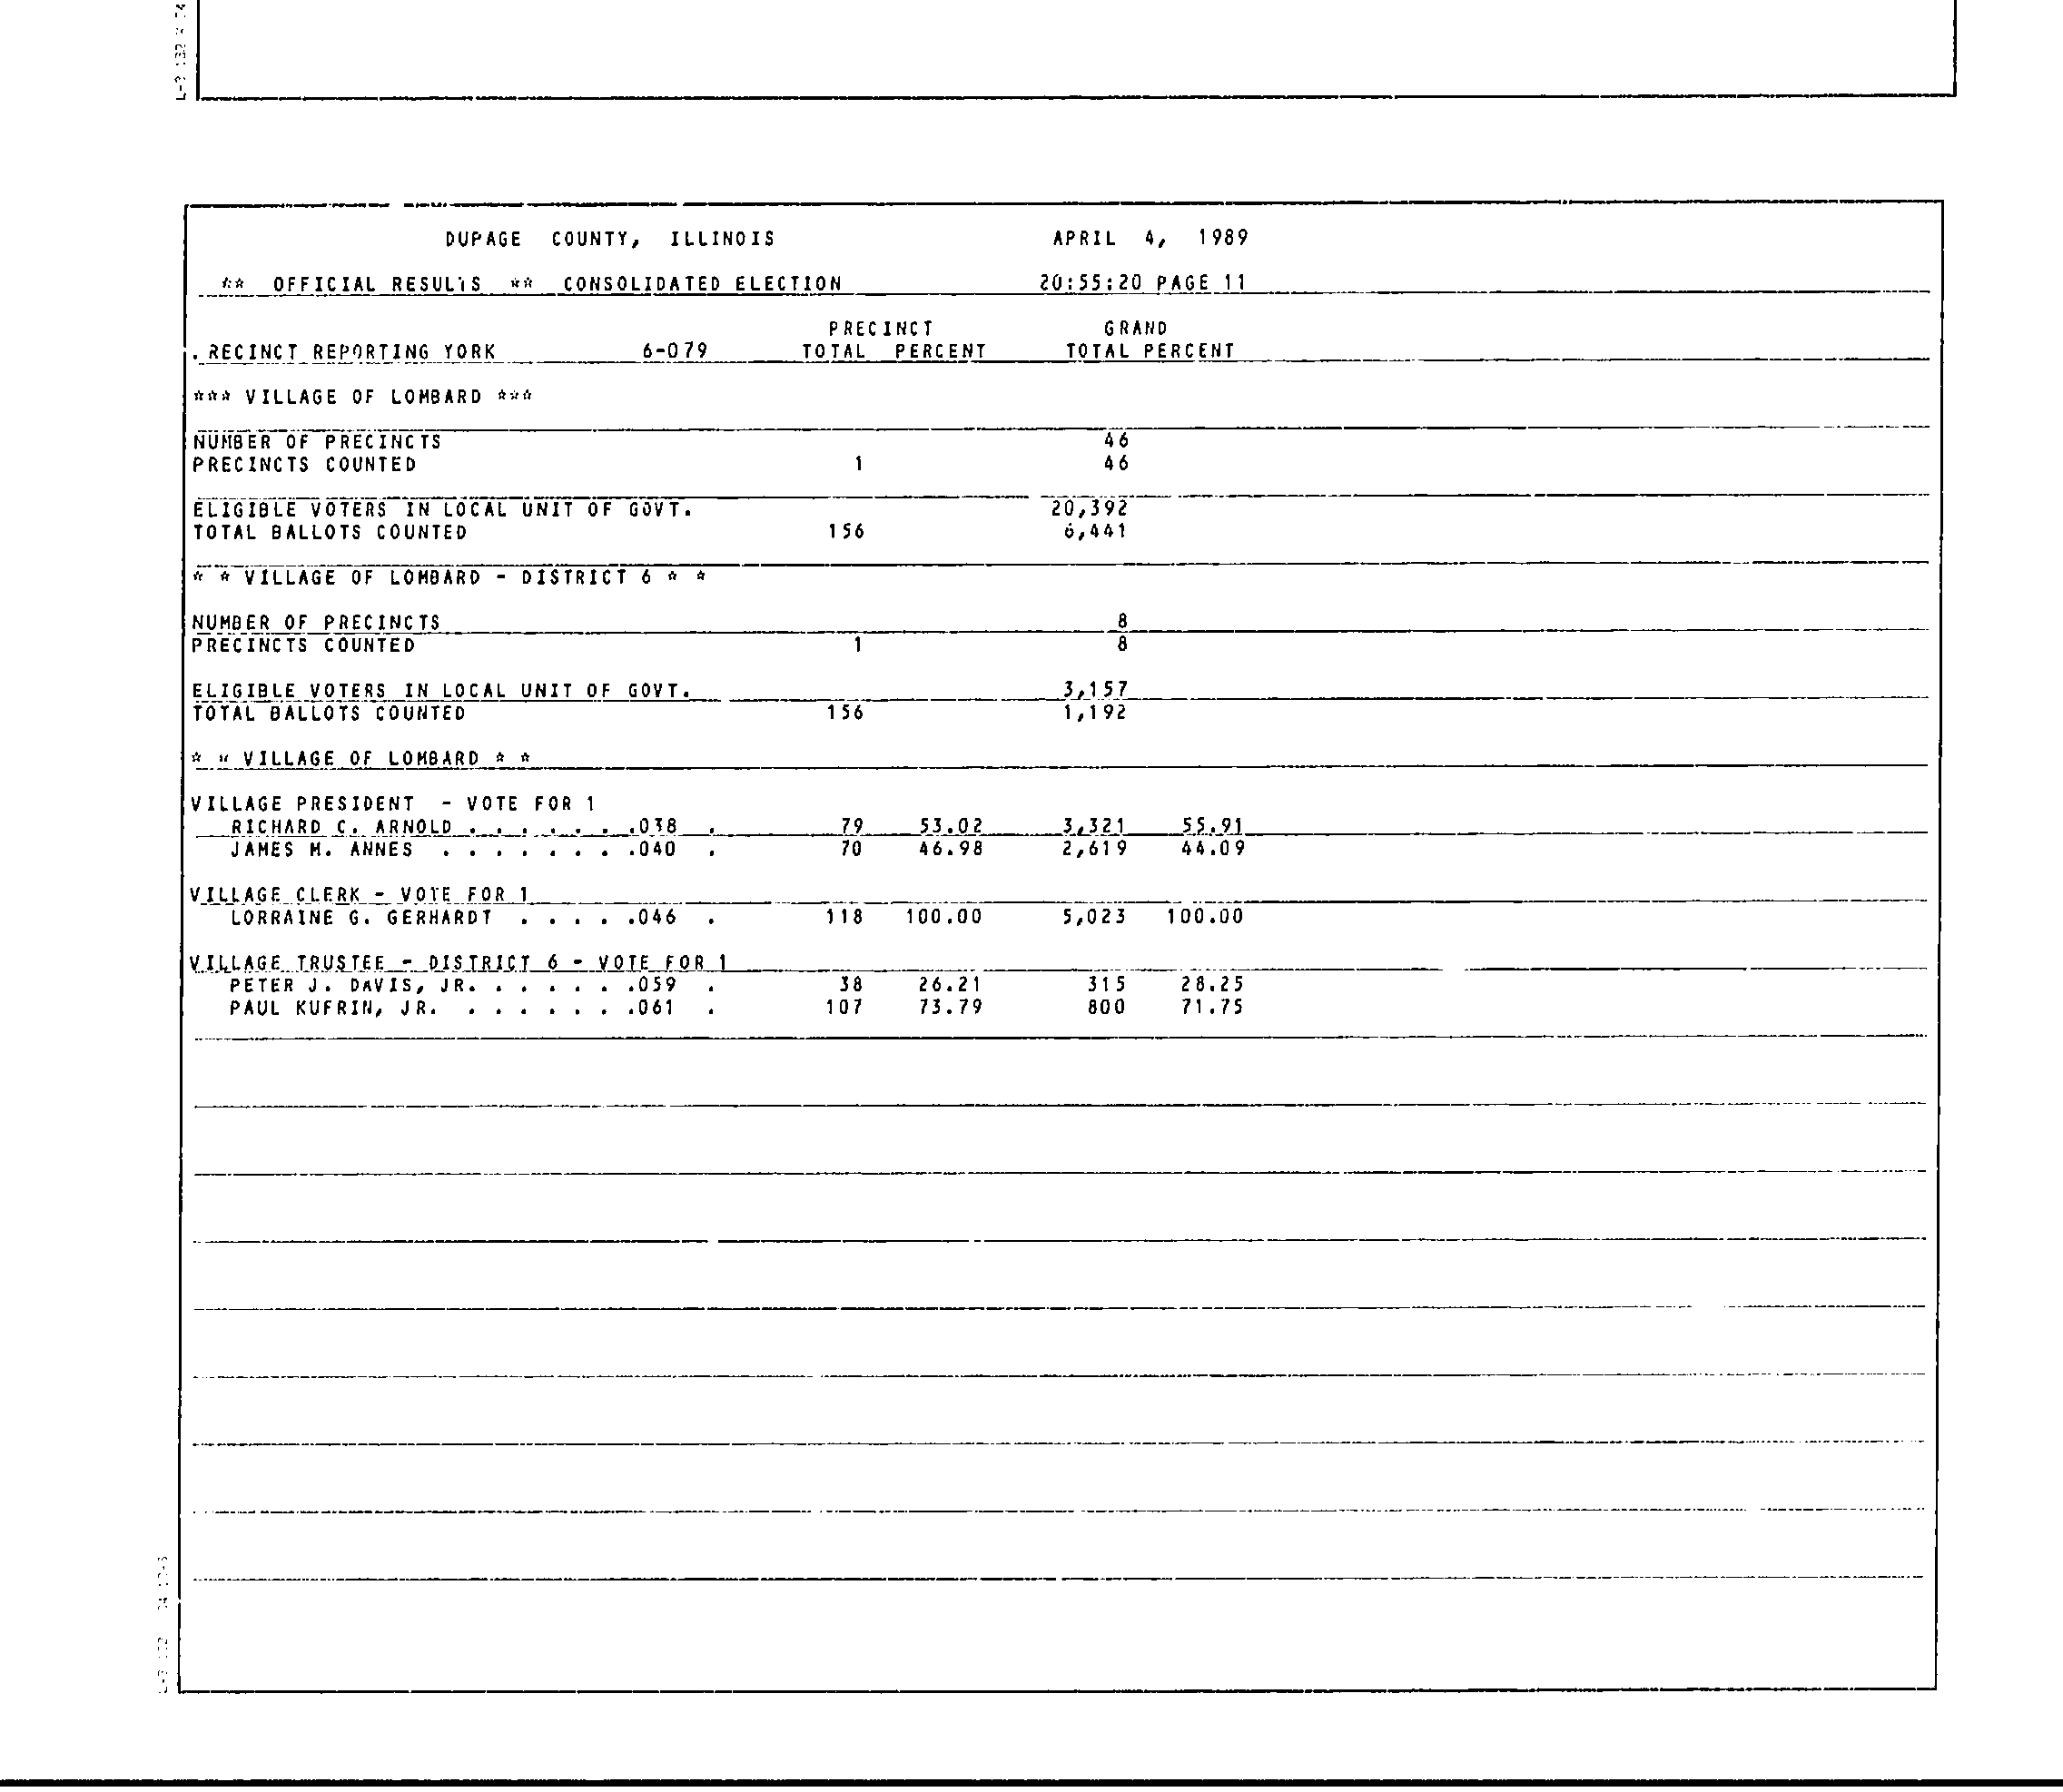 DUPAGE COUNTY, ILLINOIS APRIL 4, 1989
** OFFICIAL RESULTS ** CONSOLIDATED ELECTION 20:55:20 PAGE 11
PRECINCT GRAND
.RECINCT REPORTING YORK 6-079 TOTAL PERCENT TOTAL PERCENT
*** VILLAGE OF LOMBARD ***
NUMBER OF PRECINCTS 46
PRECINCTS COUNTED 1 46
ELIGIBLE VOTERS IN LOCAL UNIT OF GOVT. 20,392
TOTAL BALLOTS COUNTED 156 6,441
* * VILLAGE OF LOMBARD - DISTRICT 6 * *
NUMBER OF PRECINCTS 8
PRECINCTS COUNTED 1 8
ELIGIBLE VOTERS IN LOCAL UNIT OF GOVT. 3,157
TOTAL BALLOTS COUNTED 156 1,192
* * VILLAGE OF LOMBARD * *
VILLAGE PRESIDENT - VOTE FOR 1
RICHARD C. ARNOLD . . . . . . .038 . 79 53.02 3,321 55.91
JAMES M. ANNES . . . . . . . .040 . 70 46.98 2,619 44.09
VILLAGE CLERK - VOTE FOR 1
LORRAINE G. GERHARDT . . . . .046 . 118 100.00 5,023 100.00
VILLAGE TRUSTEE - DISTRICT 6 - VOTE FOR 1
PETER J. DAVIS, JR. . . . . . .059 . 38 26.21 315 28.25
PAUL KUFRIN, JR. . . . . . . .061 . 107 73.79 800 71.75